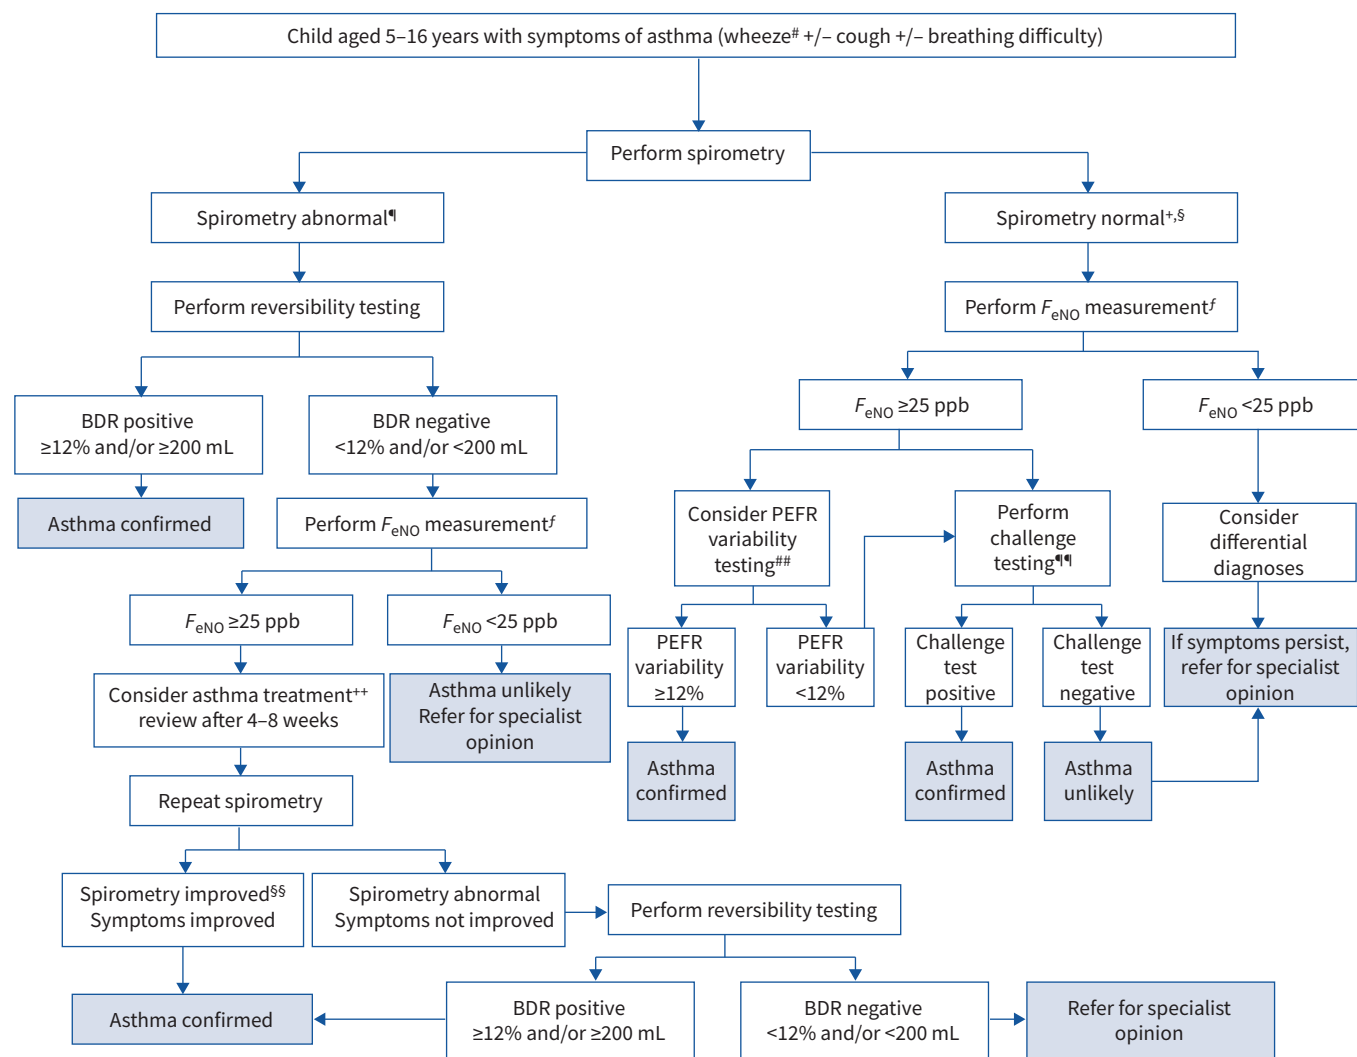 Child aged 5–16 years with symptoms of asthma (wheeze# +/– cough +/– breathing difficulty)
Perform spirometry
Spirometry abnormal¶
Spirometry normal+,§
Perform reversibility testing
Perform FeNO measurementƒ
BDR positive
≥12% and/or ≥200 mL
BDR negative
<12% and/or <200 mL
FeNO ≥25 ppb
FeNO <25 ppb
Asthma confirmed
Perform FeNO measurementƒ
Consider PEFR
variability
testing##
Perform
challenge
testing¶¶
Consider
differential
diagnoses
FeNO ≥25 ppb
FeNO <25 ppb
PEFR
variability
≥12%
PEFR
variability
<12%
Challenge
test
positive
Challenge
test
negative
If symptoms persist,
refer for specialist
opinion
Consider asthma treatment++
review after 4–8 weeks
Asthma unlikely
Refer for specialist
opinion
Asthma
confirmed
Asthma
confirmed
Asthma
unlikely
Repeat spirometry
Spirometry improved§§
Symptoms improved
Spirometry abnormal
Symptoms not improved
Perform reversibility testing
Asthma confirmed
BDR positive
≥12% and/or ≥200 mL
BDR negative
<12% and/or <200 mL
Refer for specialist
opinion